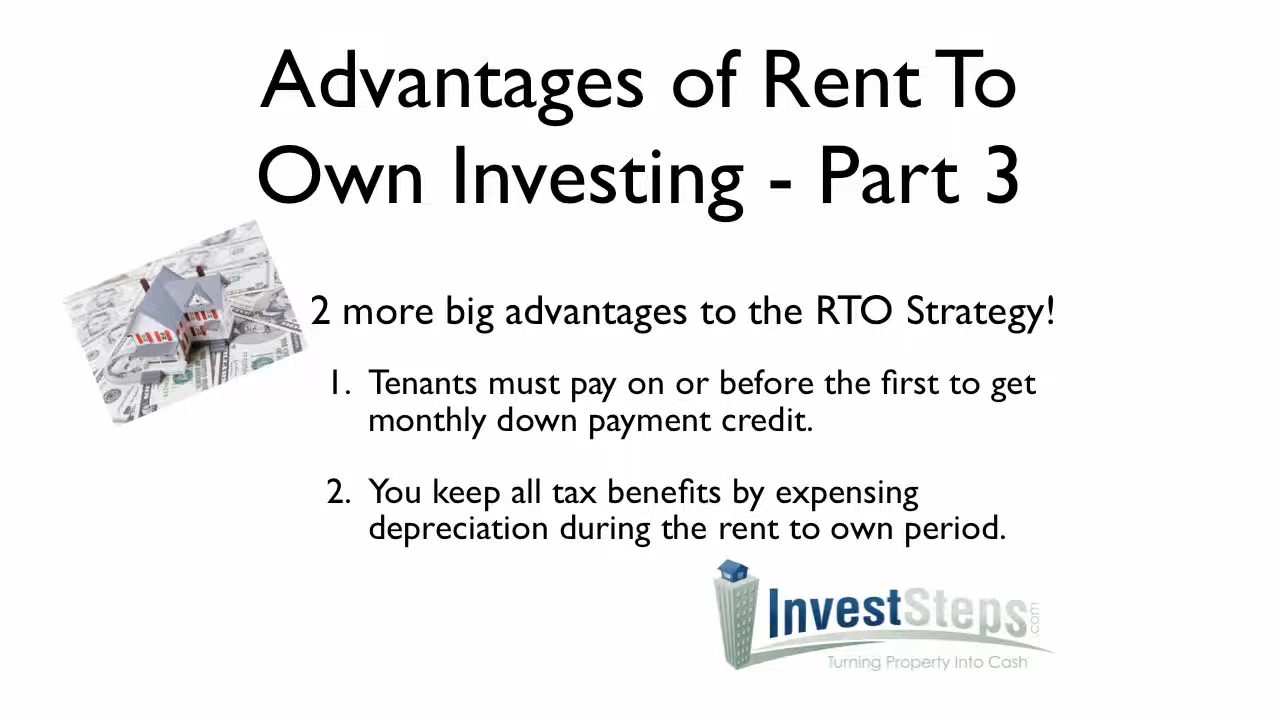 Advantages of Rent To
Own Investing - Part 3
2 more big advantages to the RTO Strategy!
1. Tenants must pay on or before the first to get
monthly down payment credit.
2. You keep all tax benefits by expensing
depreciation during the rent to own period.
InvestSteps.com
Turning Property Into Cash